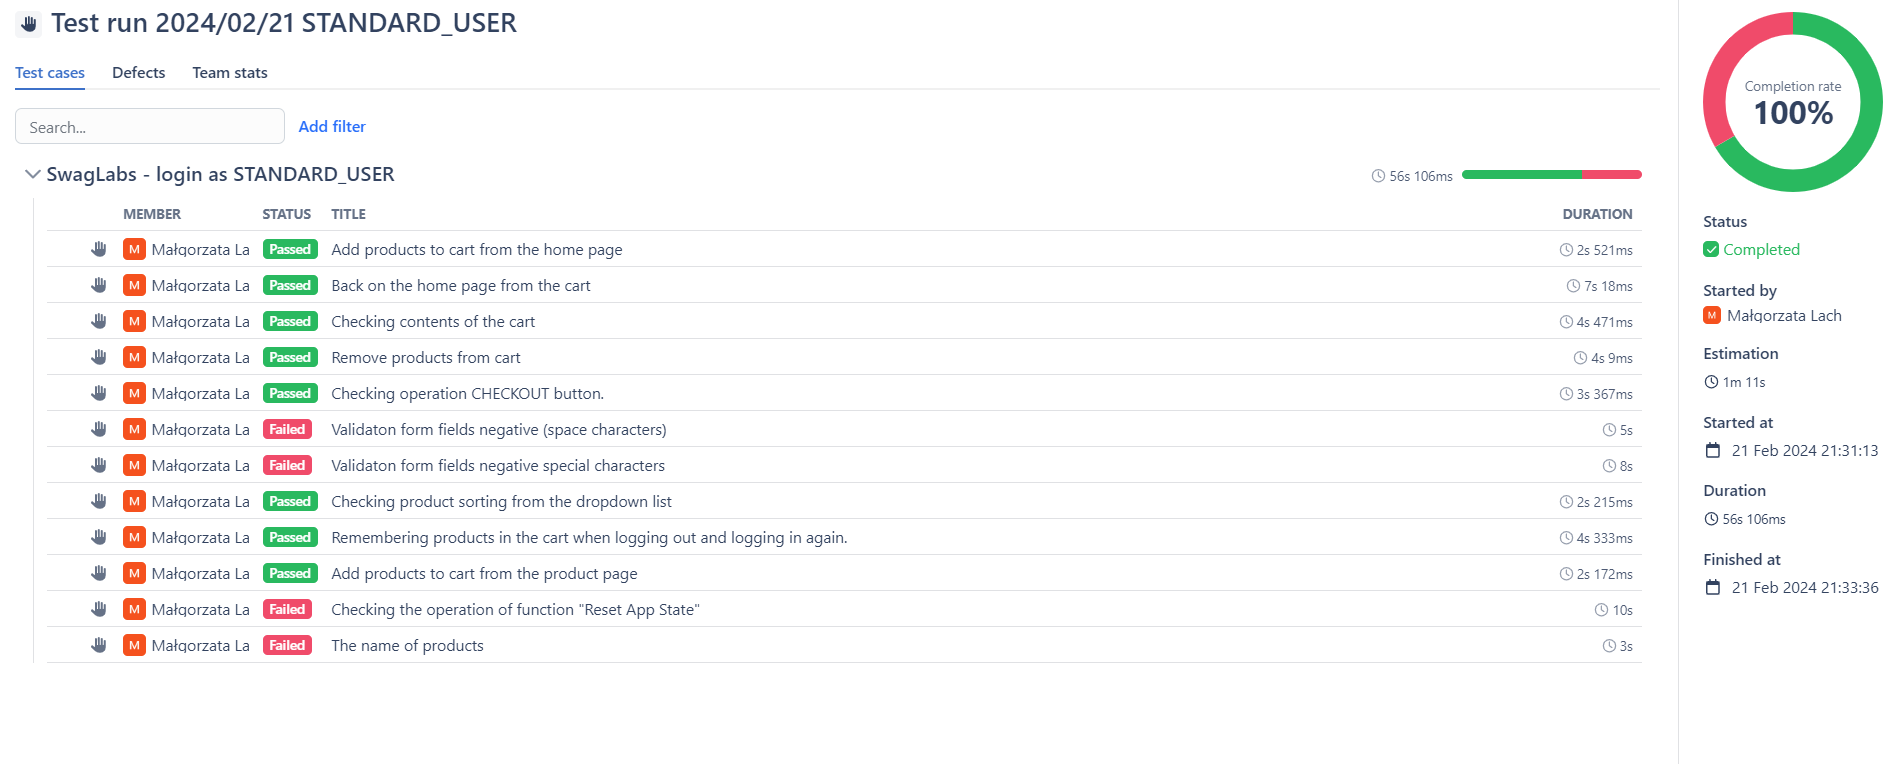 Test run 2024/02/21 STANDARD_USER
Test cases Defects Team stats
Search... Add filter
SwagLabs - login as STANDARD_USER 56s 106ms
MEMBER STATUS TITLE DURATION
M Małgorzata La Passed Add products to cart from the home page 2s 521ms
M Małgorzata La Passed Back on the home page from the cart 7s 18ms
M Małgorzata La Passed Checking contents of the cart 4s 471ms
M Małgorzata La Passed Remove products from cart 4s 9ms
M Małgorzata La Passed Checking operation CHECKOUT button. 3s 367ms
M Małgorzata La Failed Validaton form fields negative (space characters) 5s
M Małgorzata La Failed Validaton form fields negative special characters 8s
M Małgorzata La Passed Checking product sorting from the dropdown list 2s 215ms
M Małgorzata La Passed Remembering products in the cart when logging out and logging in again. 4s 333ms
M Małgorzata La Passed Add products to cart from the product page 2s 172ms
M Małgorzata La Failed Checking the operation of function "Reset App State" 10s
M Małgorzata La Failed The name of products 3s
Completion rate
100%
Status
Completed
Started by
M Małgorzata Lach
Estimation
1m 11s
Started at
21 Feb 2024 21:31:13
Duration
56s 106ms
Finished at
21 Feb 2024 21:33:36